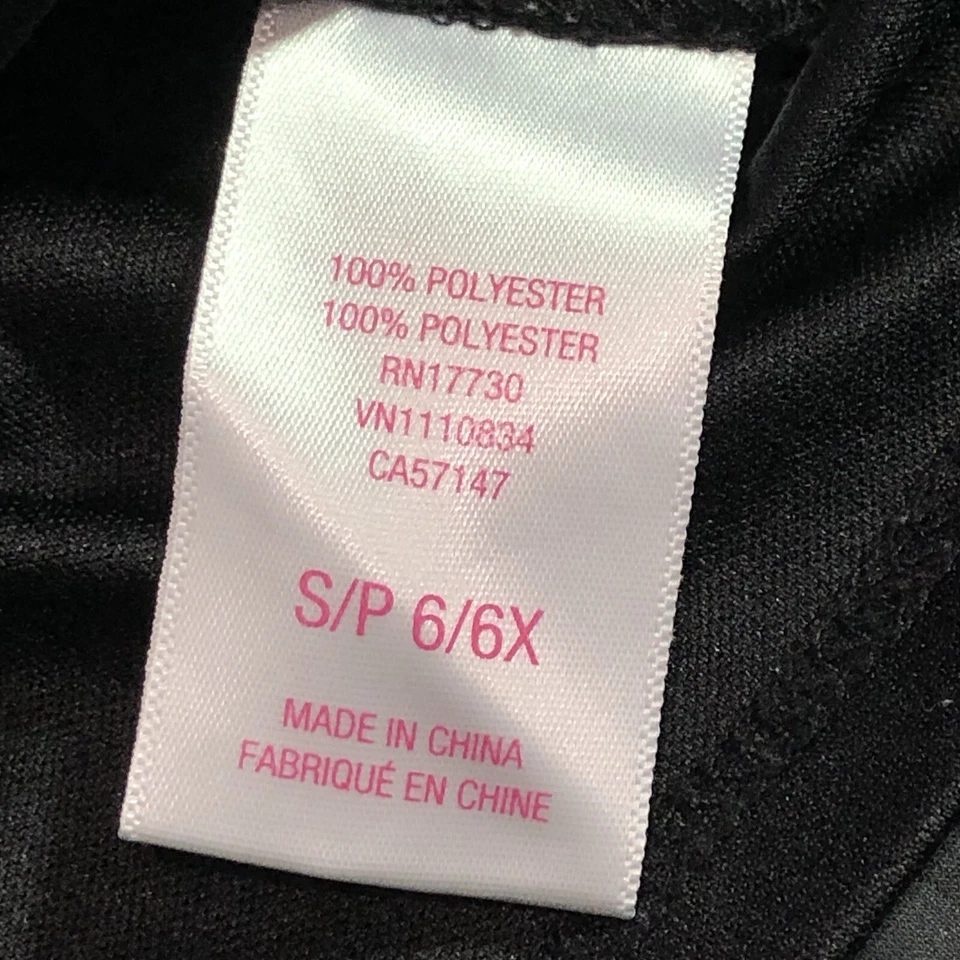 100% POLYESTER
100% POLYESTER
RN17730
VN1110834
CA57147
S/P 6/6X
MADE IN CHINA
FABRIQUÉ EN CHINE